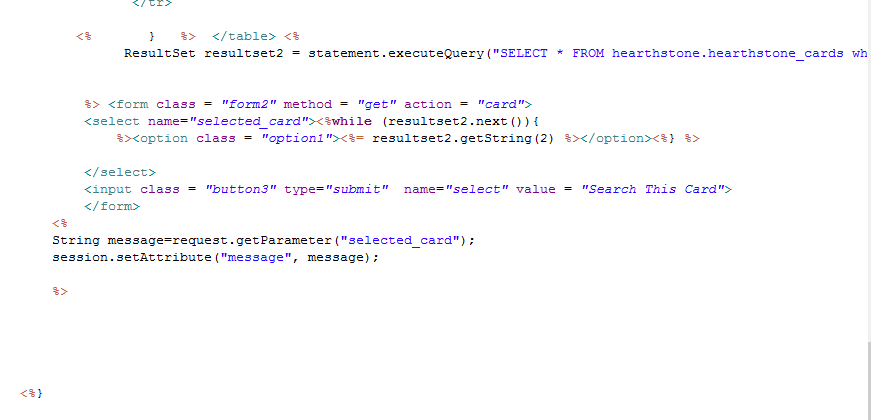 </tr>
<% } %> </table> <%
ResultSet resultset2 = statement.executeQuery("SELECT * FROM hearthstone.hearthstone_cards wh
%> <form class = "form2" method = "get" action = "card">
<select name="selected_card"><%while (resultset2.next()){
%><option class = "option1"><%= resultset2.getString(2) %></option><%} %>
</select>
<input class = "button3" type="submit" name="select" value = "Search This Card">
</form>
<%
String message=request.getParameter("selected_card");
session.setAttribute("message", message);
%>
<%}